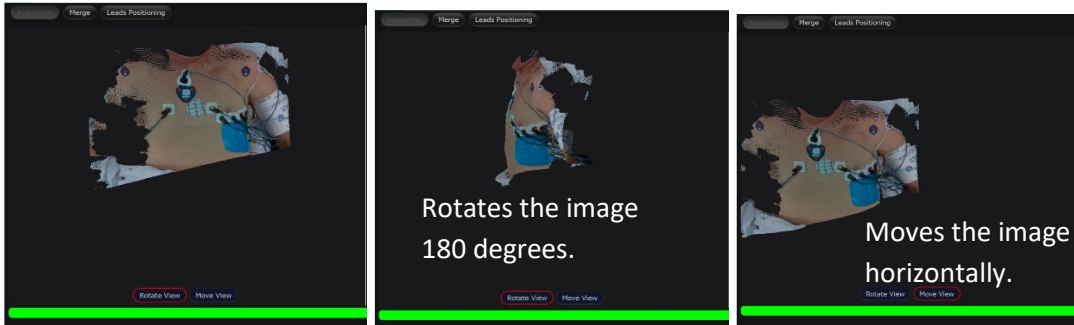 Acquisition Merge Leads Positioning
Rotate View Move View
Merge Leads Positioning
Rotates the image
180 degrees.
Rotate View Move View
Merge Leads Positioning
Moves the image
horizontally.
Rotate View Move View